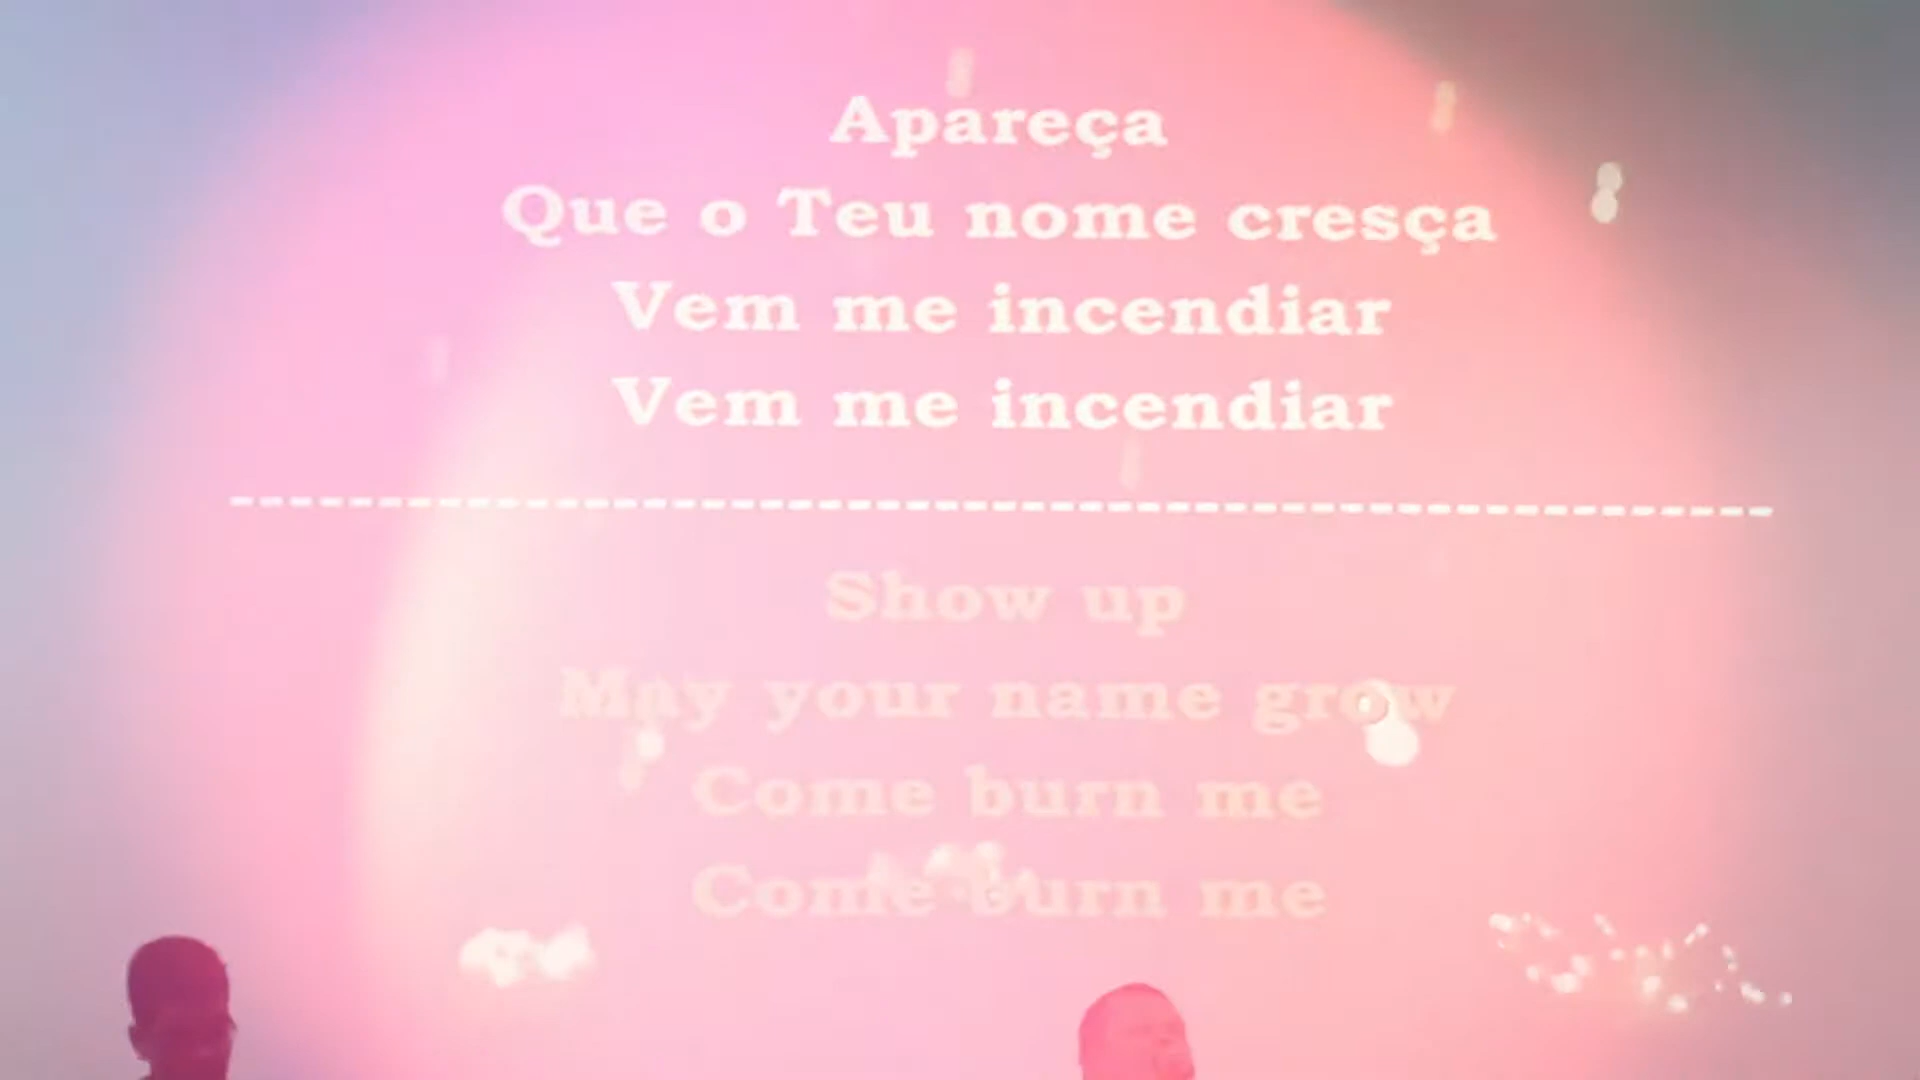 Apareça
Que o Teu nome cresça
Vem me incendiar
Vem me incendiar
--------------------------------------------------
Show up
May your name grow
Come burn me
Come burn me